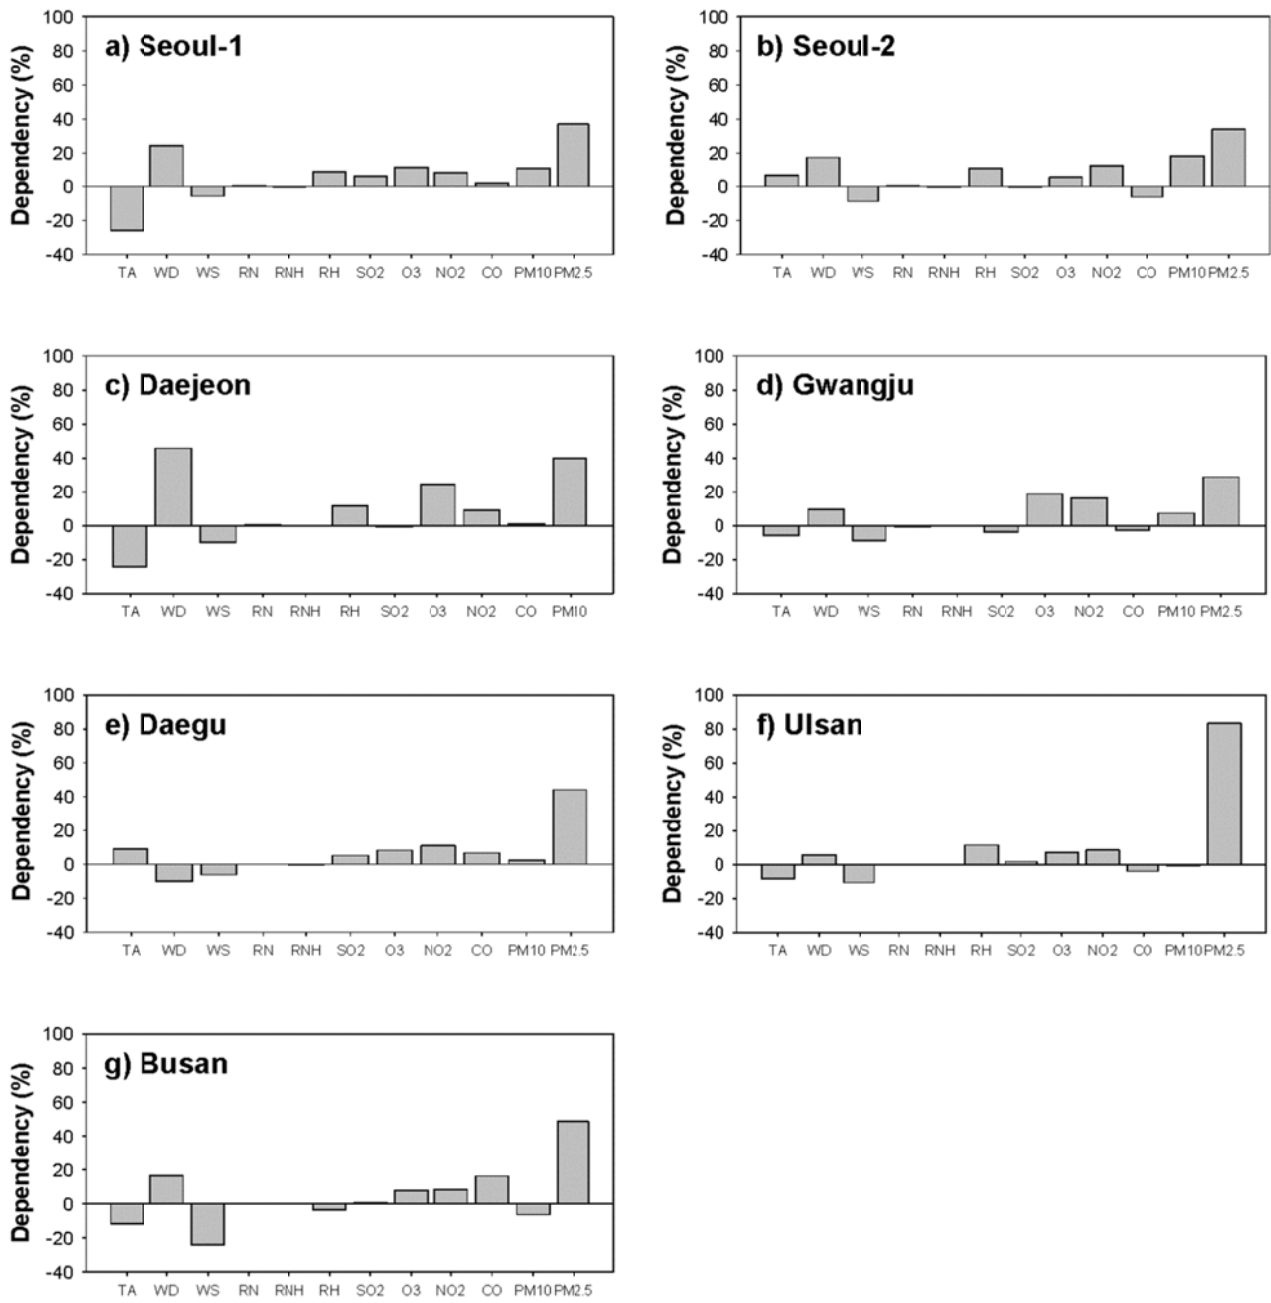 a) Seoul-1
Dependency (%)
100
80
60
40
20
0
-20
-40
TA WD WS RN RNH RH SO2 O3 NO2 CO PM10 PM2.5
b) Seoul-2
Dependency (%)
100
80
60
40
20
0
-20
-40
TA WD WS RN RNH RH SO2 O3 NO2 CO PM10 PM2.5
c) Daejeon
Dependency (%)
100
80
60
40
20
0
-20
-40
TA WD WS RN RNH RH SO2 O3 NO2 CO PM10
d) Gwangju
Dependency (%)
100
80
60
40
20
0
-20
-40
TA WD WS RN RNH SO2 O3 NO2 CO PM10 PM2.5
e) Daegu
Dependency (%)
100
80
60
40
20
0
-20
-40
TA WD WS RN RNH SO2 O3 NO2 CO PM10 PM2.5
f) Ulsan
Dependency (%)
100
80
60
40
20
0
-20
-40
TA WD WS RN RNH RH SO2 O3 NO2 CO PM10 PM2.5
g) Busan
Dependency (%)
100
80
60
40
20
0
-20
-40
TA WD WS RN RNH RH SO2 O3 NO2 CO PM10 PM2.5